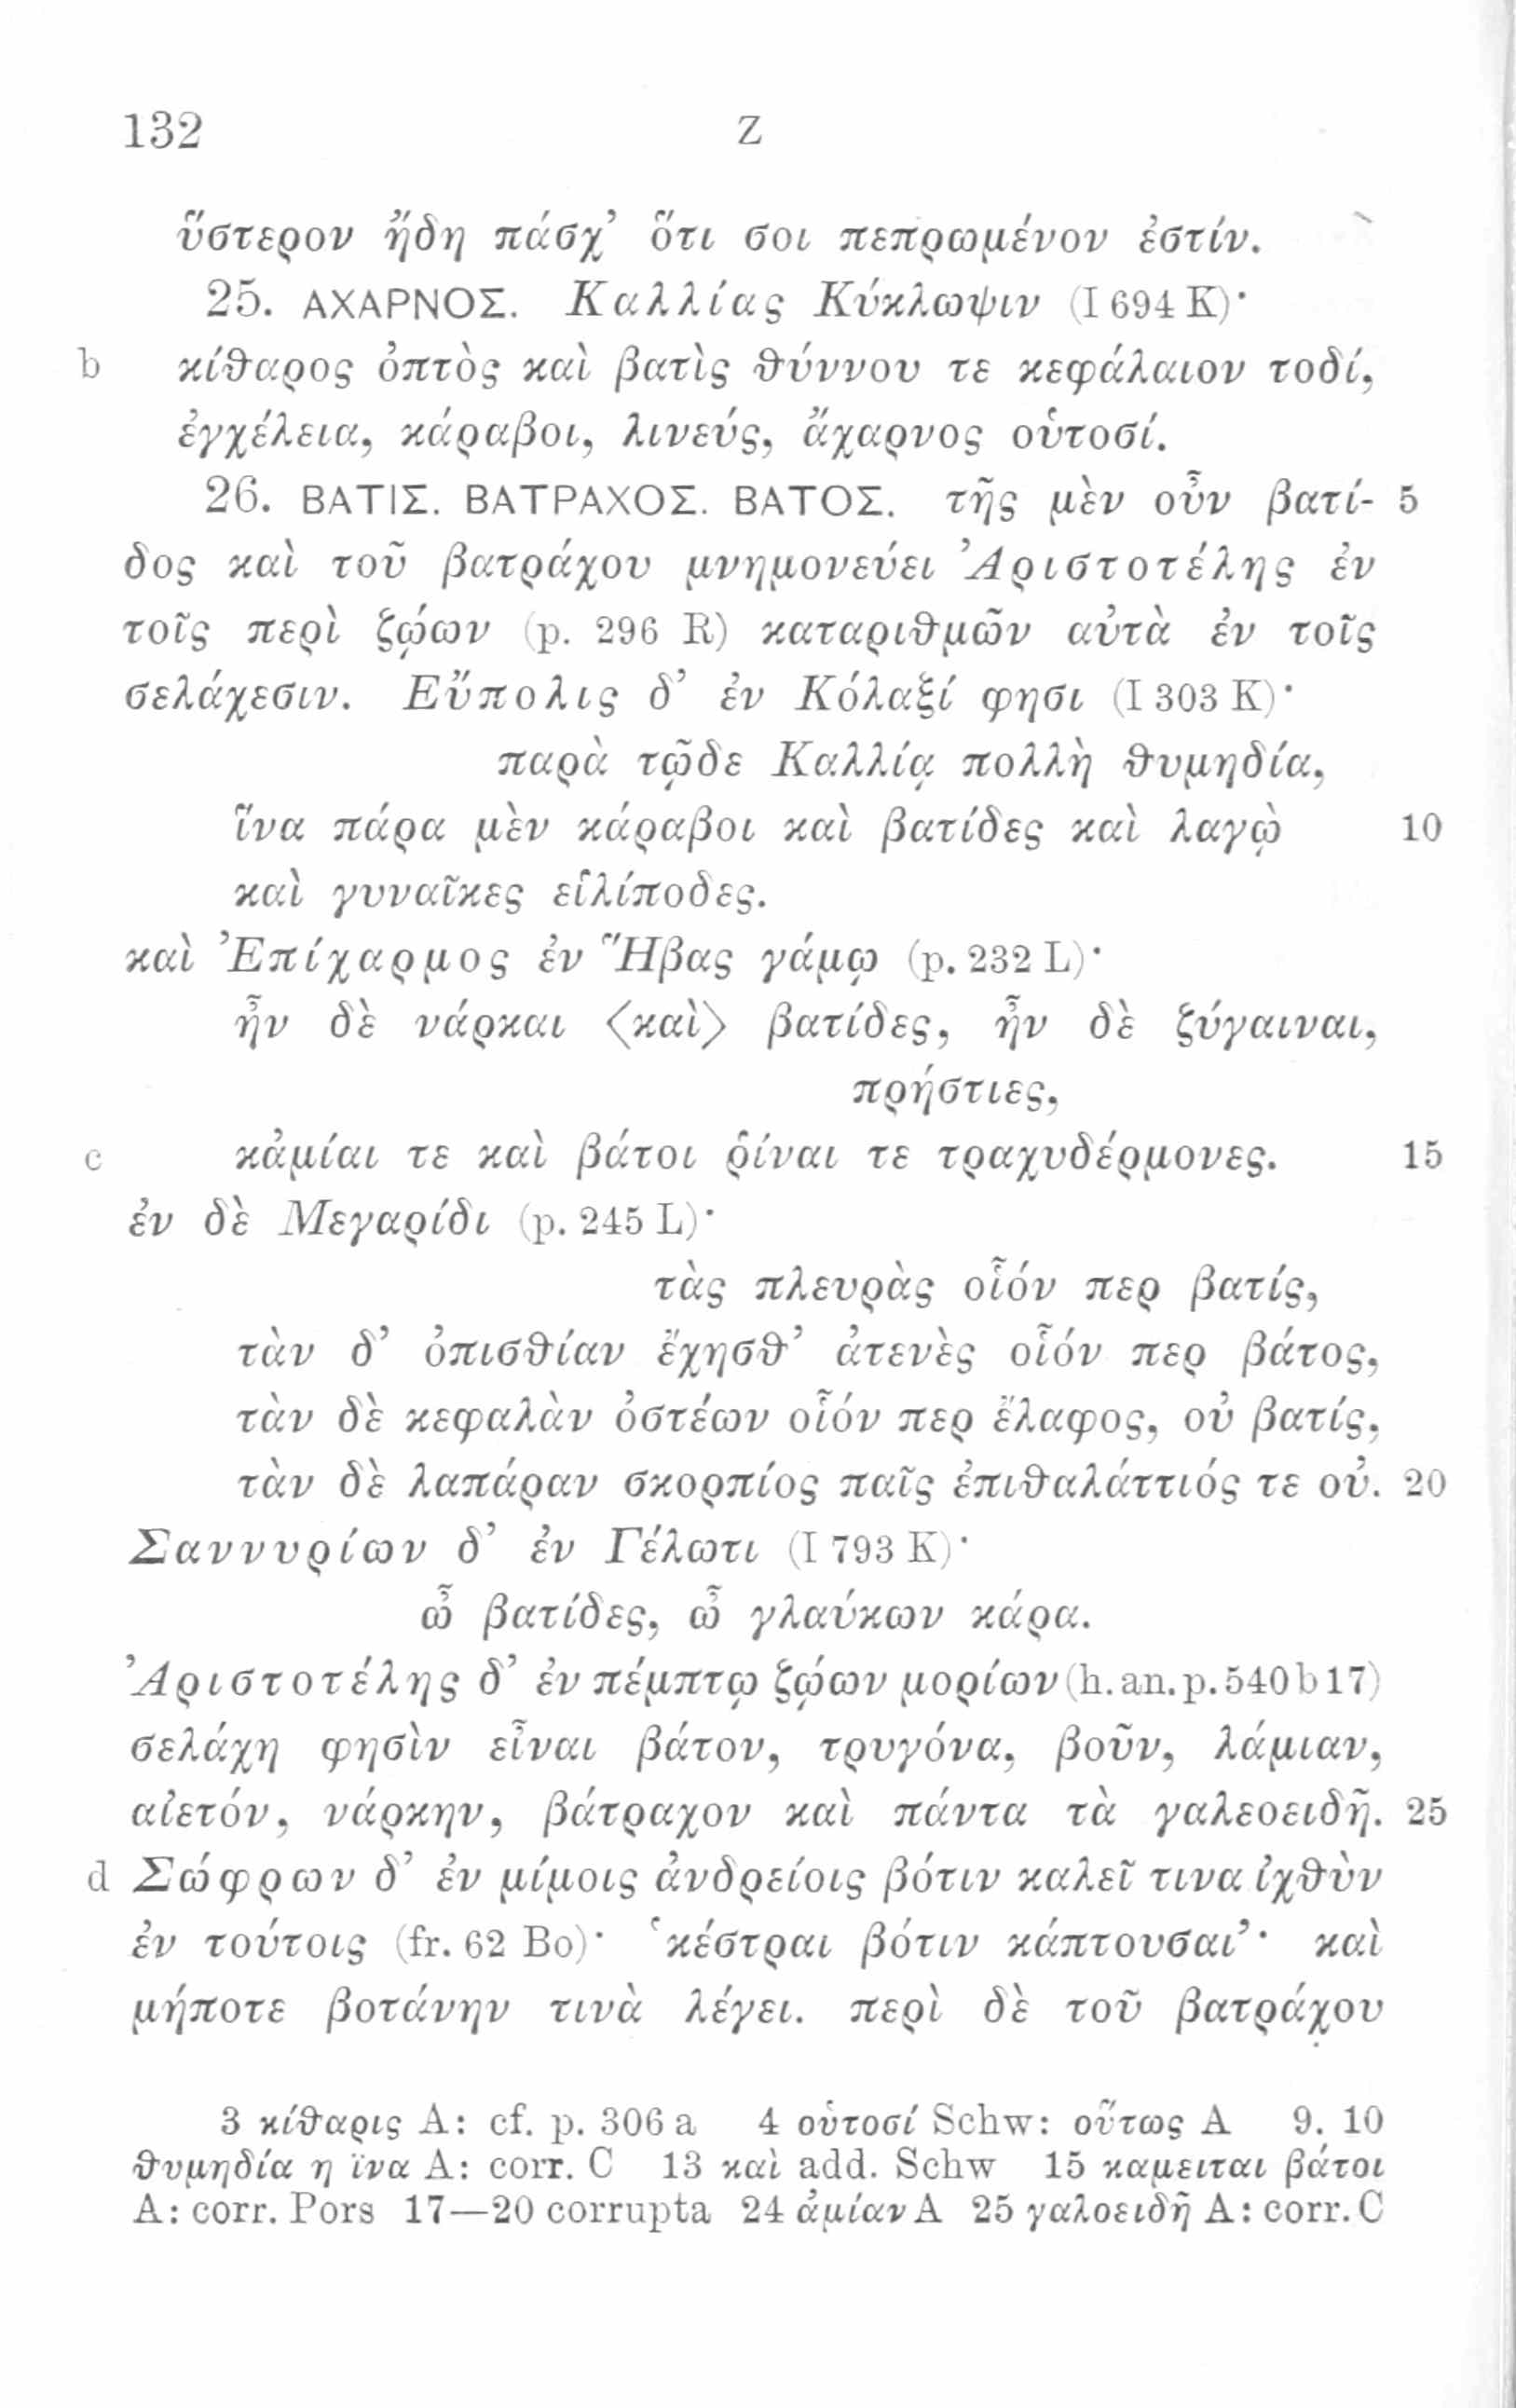 132 Z
ὕστερον ἤδη πάσχ’ ὅτι σοι πεπρωμένον ἐστίν.
25. ΑΧΑΡΝΟΣ. Καλλίας Κύκλωψιν (I 694 K)·
b κίθαρος ὀπτὸς καὶ βατὶς θύννου τε κεφάλαιον τοδί,
ἐγχέλεια, κάραβοι, λινεύς, ἄχαρνος οὑτοσί.
26. ΒΑΤΙΣ. ΒΑΤΡΑΧΟΣ. ΒΑΤΟΣ. τῆς μὲν οὖν βατί- 5
δος καὶ τοῦ βατράχου μνημονεύει Ἀριστοτέλης ἐν
τοῖς περὶ ζῴων (p. 296 R) καταριθμῶν αὐτὰ ἐν τοῖς
σελάχεσιν. Εὔπολις δ’ ἐν Κόλαξί φησι (I 303 K)·
παρὰ τῷδε Καλλίᾳ πολλὴ θυμηδία,
ἵνα πάρα μὲν κάραβοι καὶ βατίδες καὶ λαγῲ 10
καὶ γυναῖκες εἱλίποδες.
καὶ Ἐπίχαρμος ἐν Ἥβας γάμῳ (p. 232 L)·
ἦν δὲ νάρκαι <καὶ> βατίδες, ἦν δὲ ζύγαιναι,
πρήστιες,
c κἀμίαι τε καὶ βάτοι ῥίναι τε τραχυδέρμονες. 15
ἐν δὲ Μεγαρίδι (p. 245 L)·
τὰς πλευρὰς οἷόν περ βατίς,
τὰν δ’ ὀπισθίαν ἔχησθ’ ἀτενὲς οἷόν περ βάτος,
τὰν δὲ κεφαλὰν ὀστέων οἷόν περ ἔλαφος, οὐ βατίς,
τὰν δὲ λαπάραν σκορπίος παῖς ἐπιθαλάττιός τε οὐ. 20
Σαννυρίων δ’ ἐν Γέλωτι (I 793 K)·
ὦ βατίδες, ὦ γλαύκων κάρα.
Ἀριστοτέλης δ’ ἐν πέμπτῳ ζῴων μορίων (h. an. p. 540 b 17)
σελάχη φησὶν εἶναι βάτον, τρυγόνα, βοῦν, λάμιαν,
αἰετόν, νάρκην, βάτραχον καὶ πάντα τὰ γαλεοειδῆ. 25
d Σώφρων δ’ ἐν μίμοις ἀνδρείοις βότιν καλεῖ τινα ἰχθὺν
ἐν τούτοις (fr. 62 Bo)· ‘κέστραι βότιν κάπτουσαι’· καὶ
μήποτε βοτάνην τινὰ λέγει. περὶ δὲ τοῦ βατράχου
3 κίθαρις A: cf. p. 306 a 4 οὑτοσί Schw: οὕτως A 9. 10
θυμηδία η ἵνα A: corr. C 13 καὶ add. Schw 15 καμειται βάτοι
A: corr. Pors 17—20 corrupta 24 ἀμίαν A 25 γαλοειδῆ A: corr. C